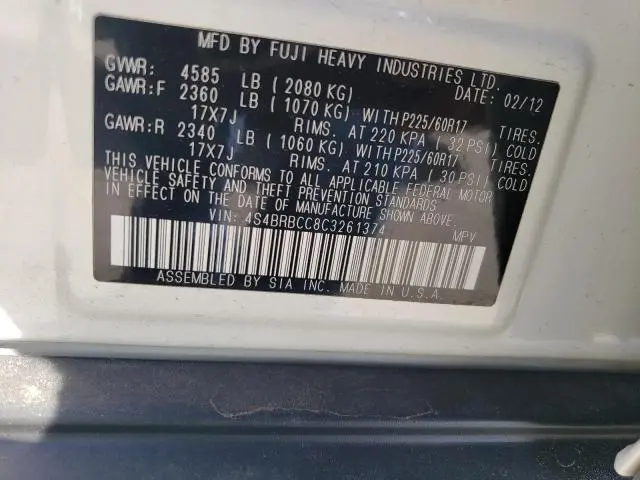 MFD BY FUJI HEAVY INDUSTRIES LTD.
GVWR: 4585 LB (2080 KG) DATE: 02/12
GAWR:F 2360 LB (1070 KG) WITH P225/60R17 TIRES.
17X7J RIMS. AT 220 KPA (32 PSI) COLD
GAWR:R 2340 LB (1060 KG) WITH P225/60R17 TIRES.
17X7J RIMS. AT 210 KPA (30 PSI) COLD
THIS VEHICLE CONFORMS TO ALL APPLICABLE FEDERAL MOTOR
VEHICLE SAFETY AND THEFT PREVENTION STANDARDS
IN EFFECT ON THE DATE OF MANUFACTURE SHOWN ABOVE.
VIN: 4S4BRBCC8C3261374 MPV
ASSEMBLED BY SIA INC. MADE IN U.S.A.